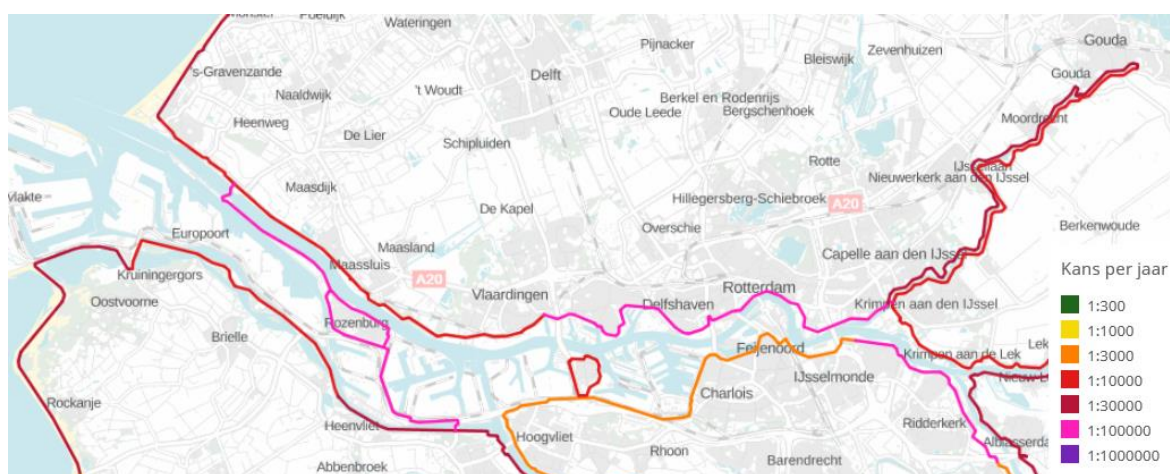 Poeldijk
Wateringen
Pijnacker
Bleiswijk
Zevenhuizen
Gouda
's-Gravenzande
Delft
Gouda
Naaldwijk
't Woudt
Berkel en Rodenrijs
Oude Leede
Bergschenhoek
Moordrecht
Heenweg
De Lier
Schipluiden
Rotte
IJssellaan
Nieuwerkerk aan den IJssel
Maasdijk
Hillegersberg-Schiebroek
A20
vlakte
De Kapel
Overschie
Berkenwoude
Europoort
Maasland
Capelle aan den IJssel
Maassluis
Kruiningergors
A20
Kans per jaar
Oostvoorne
Vlaardingen
Delfshaven
Rotterdam
Krimpen aan den IJssel
1:300
Rozenburg
1:1000
Brielle
Feijenoord
Krimpen aan de Lek
Lek
1:3000
IJsselmonde
1:10000
Charlois
Nieuw-L
Rockanje
1:30000
Heenvliet
Hoogvliet
Ridderkerk
1:100000
Rhoon
Alblasserda
Abbenbroek
Barendrecht
1:1000000